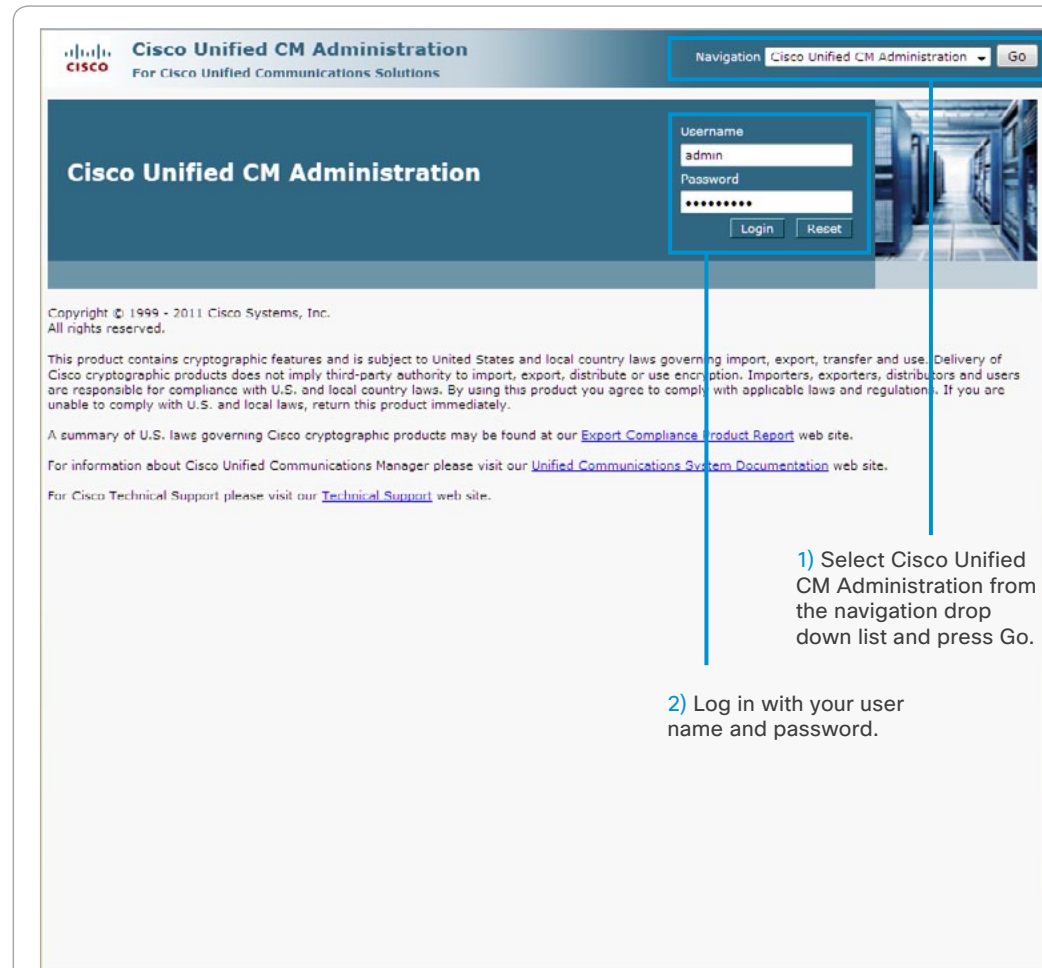 CISCO
Cisco Unified CM Administration
For Cisco Unified Communications Solutions
Navigation Cisco Unified CM Administration Go
Cisco Unified CM Administration
Username
admin
Password
•••••••••
Login Reset
Copyright © 1999 - 2011 Cisco Systems, Inc.
All rights reserved.
This product contains cryptographic features and is subject to United States and local country laws governing import, export, transfer and use. Delivery of
Cisco cryptographic products does not imply third-party authority to import, export, distribute or use encryption. Importers, exporters, distributors and users
are responsible for compliance with U.S. and local country laws. By using this product you agree to comply with applicable laws and regulations. If you are
unable to comply with U.S. and local laws, return this product immediately.
A summary of U.S. laws governing Cisco cryptographic products may be found at our Export Compliance Product Report web site.
For information about Cisco Unified Communications Manager please visit our Unified Communications System Documentation web site.
For Cisco Technical Support please visit our Technical Support web site.
1) Select Cisco Unified
CM Administration from
the navigation drop
down list and press Go.
2) Log in with your user
name and password.